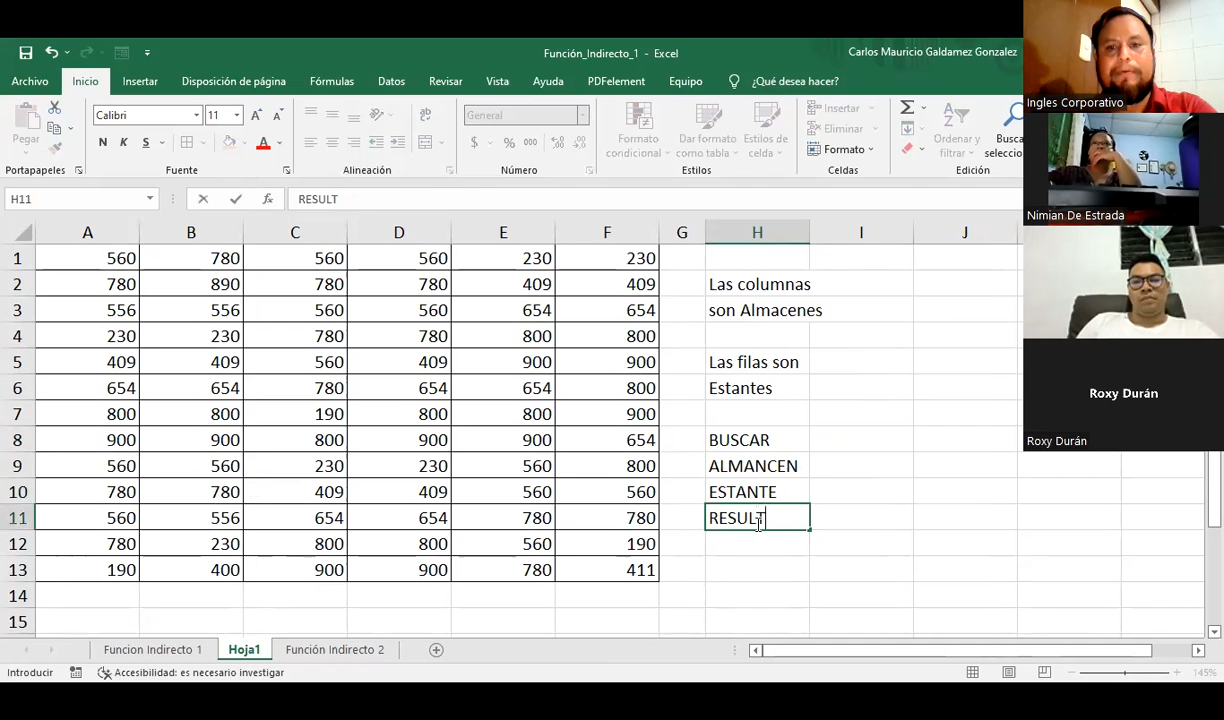 Función_Indirecto_1 - Excel
Carlos Mauricio Galdamez Gonzalez
Archivo Inicio Insertar Disposición de página Fórmulas Datos Revisar Vista Ayuda PDFelement Equipo ¿Qué desea hacer?
Pegar
Calibri 11
N K S
General
$ % 000
Formato condicional
Dar formato como tabla
Estilos de celda
Insertar
Eliminar
Formato
Ordenar y filtrar
Busca
selecció
Portapapeles Fuente Alineación Número Estilos Celdas Edición
H11 RESULT
A B C D E F G H I J
1 560 780 560 560 230 230
2 780 890 780 780 409 409 Las columnas
3 556 556 560 560 654 654 son Almacenes
4 230 230 780 780 800 800
5 409 409 560 409 900 900 Las filas son
6 654 654 780 654 654 800 Estantes
7 800 800 190 800 800 900
8 900 900 800 900 900 654 BUSCAR
9 560 560 230 230 560 800 ALMANCEN
10 780 780 409 409 560 560 ESTANTE
11 560 556 654 654 780 780 RESULT
12 780 230 800 800 560 190
13 190 400 900 900 780 411
14
15
Funcion Indirecto 1 Hoja1 Función Indirecto 2
Introducir Accesibilidad: es necesario investigar 145%
Ingles Corporativo
Nimian De Estrada
Roxy Durán
Roxy Durán